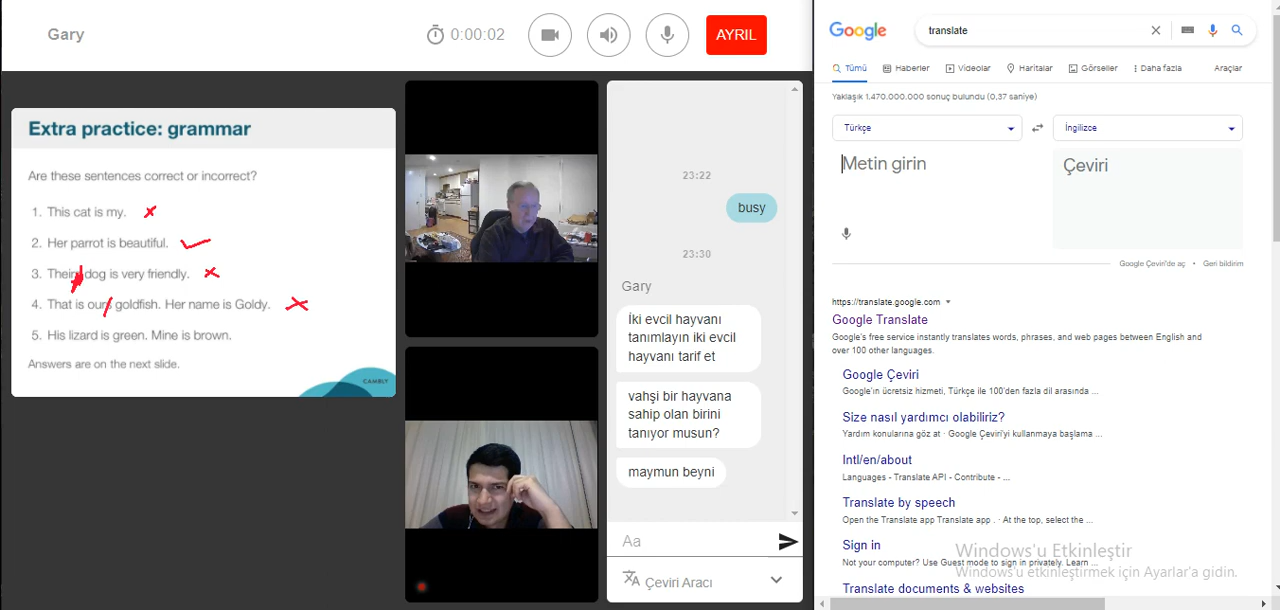 Gary
0:00:02
AYRIL
Extra practice: grammar
Are these sentences correct or incorrect?
1. This cat is my.
2. Her parrot is beautiful.
3. Their dog is very friendly.
4. That is ours goldfish. Her name is Goldy.
5. His lizard is green. Mine is brown.
Answers are on the next slide.
CAMBLY
23:22
busy
23:30
Gary
İki evcil hayvanı
tanımlayın iki evcil
hayvanı tarif et
vahşi bir hayvana
sahip olan birini
tanıyor musun?
maymun beyni
Aa
Çeviri Aracı
Google
translate
Tümü
Haberler
Videolar
Haritalar
Görseller
Daha fazla
Araçlar
Yaklaşık 1.470.000.000 sonuç bulundu (0,37 saniye)
Türkçe
İngilizce
Metin girin
Çeviri
Google Çeviri'de aç • Geri bildirim
https://translate.google.com
Google Translate
Google's free service instantly translates words, phrases, and web pages between English and
over 100 other languages.
Google Çeviri
Google'ın ücretsiz hizmeti, Türkçe ile 100'den fazla dil arasında ...
Size nasıl yardımcı olabiliriz?
Yardım konularına göz at · Google Çeviri'yi kullanmaya başlama ...
Intl/en/about
Languages - Translate API - Contribute - ...
Translate by speech
Open the Translate app Translate app . · At the top, select the ...
Sign in
Not your computer? Use Guest mode to sign in privately. Learn ...
Translate documents & websites
Windows'u Etkinleştir
Windows'u etkinleştirmek için Ayarlar'a gidin.